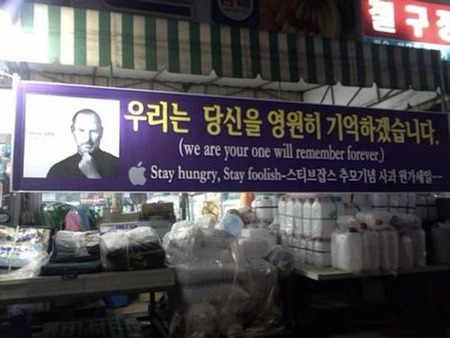 우리는 당신을 영원히 기억하겠습니다.
(we are your one will remember forever,)
Stay hungry, Stay foolish-스티브잡스 추모기념 사과 원가세일